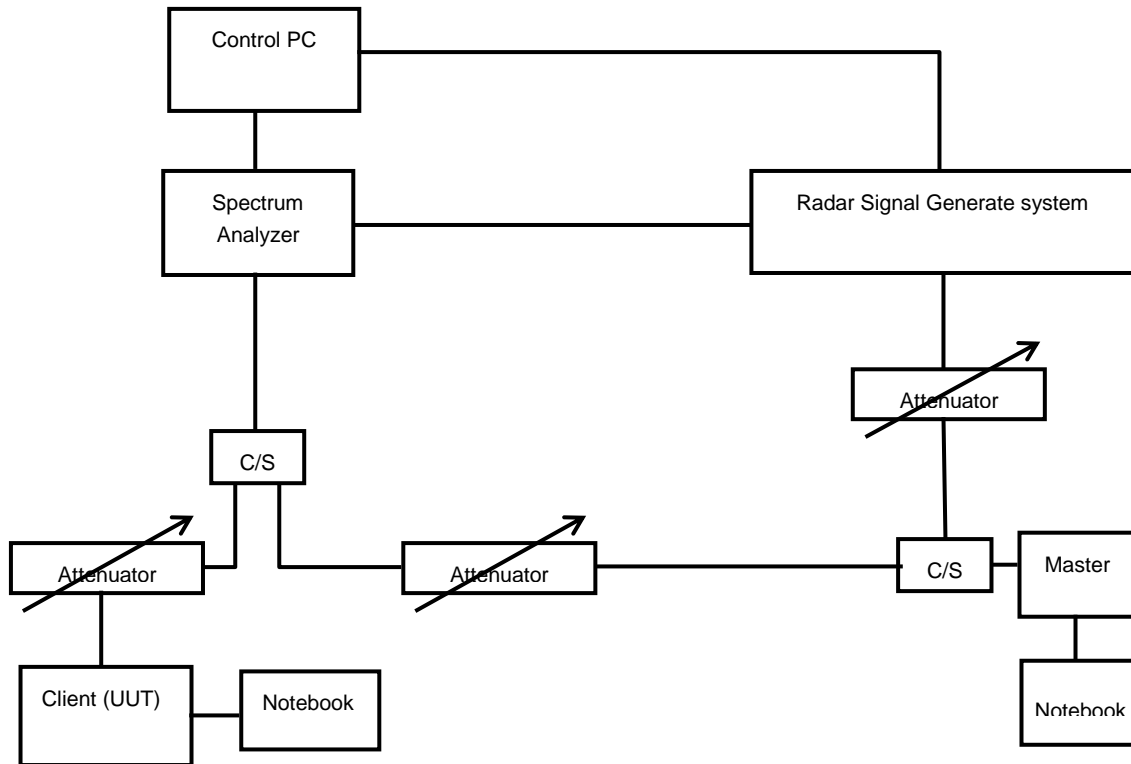 Control PC
Spectrum
Analyzer
Radar Signal Generate system
Attenuator
C/S
Attenuator
Attenuator
C/S
Master
Client (UUT)
Notebook
Notebook